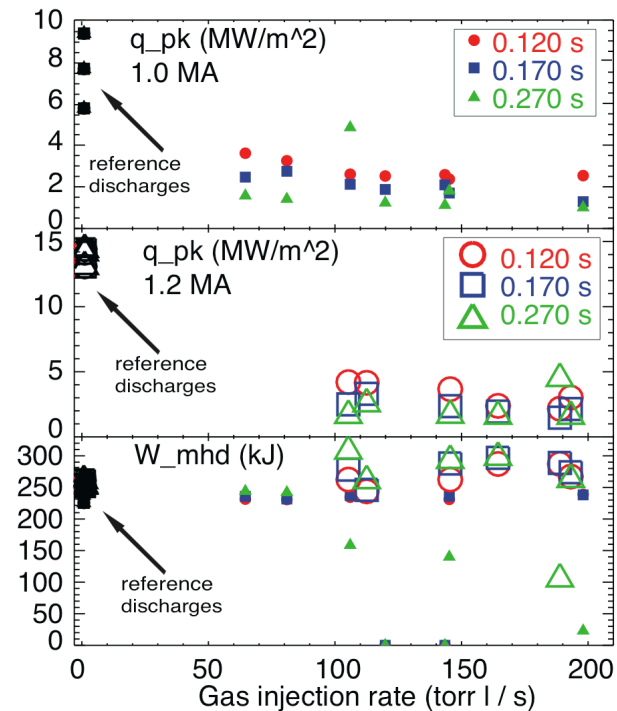 10
8
6
4
2
0
q_pk (MW/m^2)
1.0 MA
0.120 s
0.170 s
0.270 s
reference
discharges
15
10
5
0
q_pk (MW/m^2)
1.2 MA
0.120 s
0.170 s
0.270 s
reference
discharges
300
250
200
150
100
50
0
W_mhd (kJ)
reference
discharges
0
50
100
150
200
Gas injection rate (torr l / s)